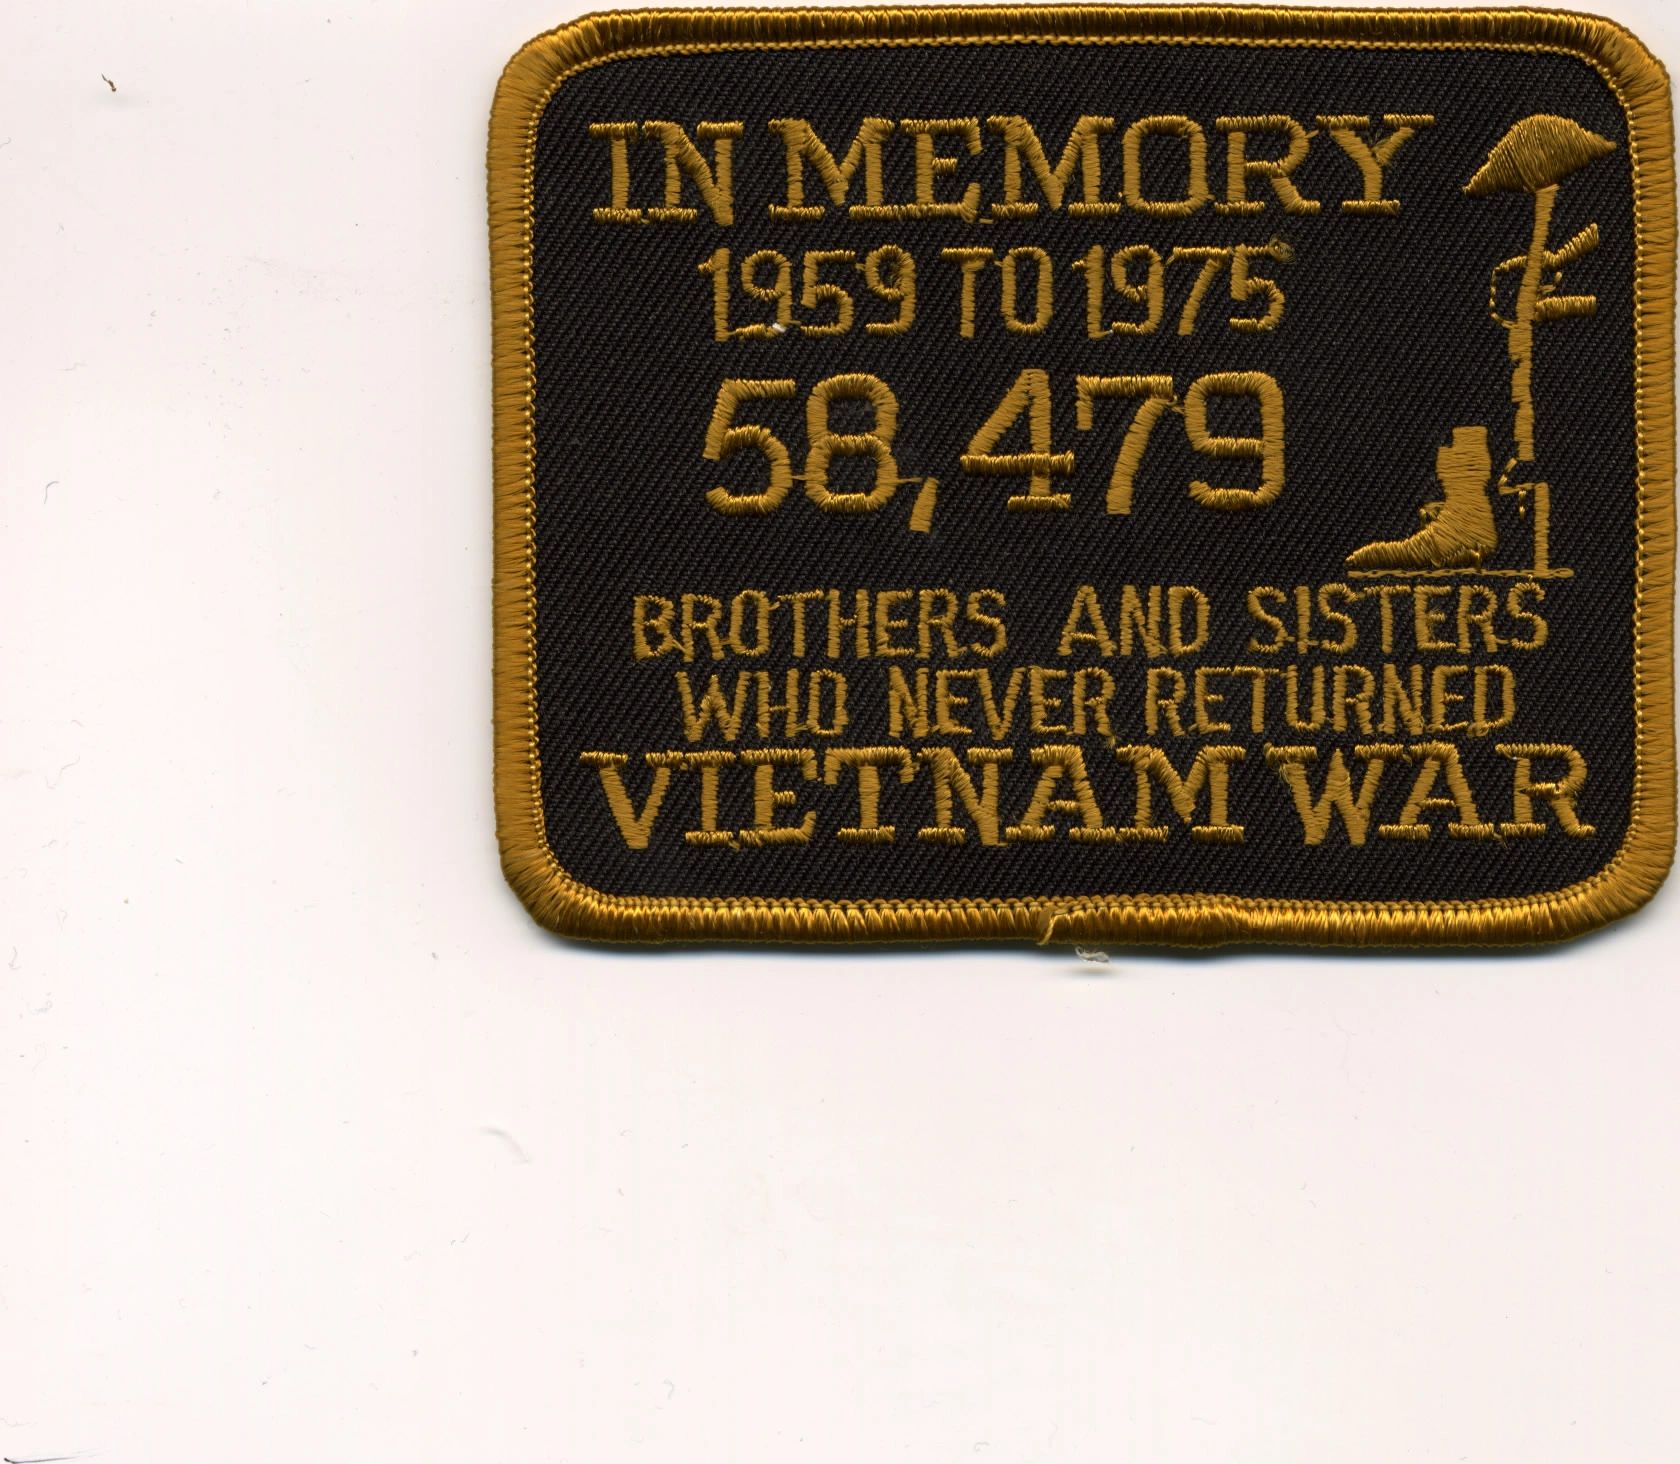 IN MEMORY
1959 TO 1975
58,479
BROTHERS AND SISTERS
WHO NEVER RETURNED
VIETNAM WAR